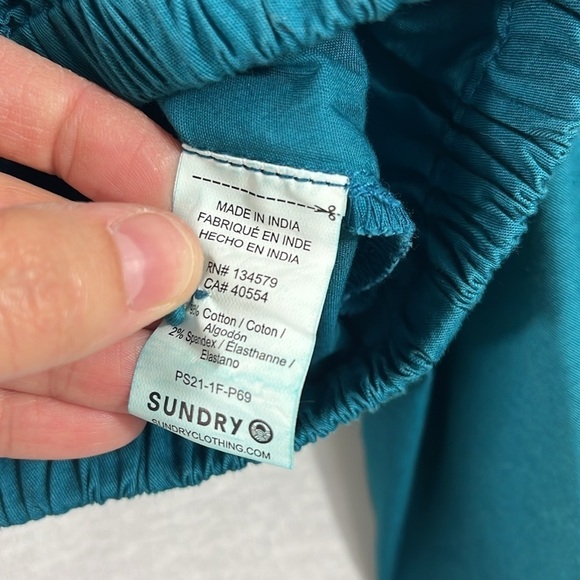 MADE IN INDIA
FABRIQUÉ EN INDE
HECHO EN INDIA
RN# 134579
CA# 40554
% Cotton / Coton /
Algodón
2% Spandex / Élasthanne /
Elastano
PS21-1F-P69
SUNDRY
SUNDRYCLOTHING.COM